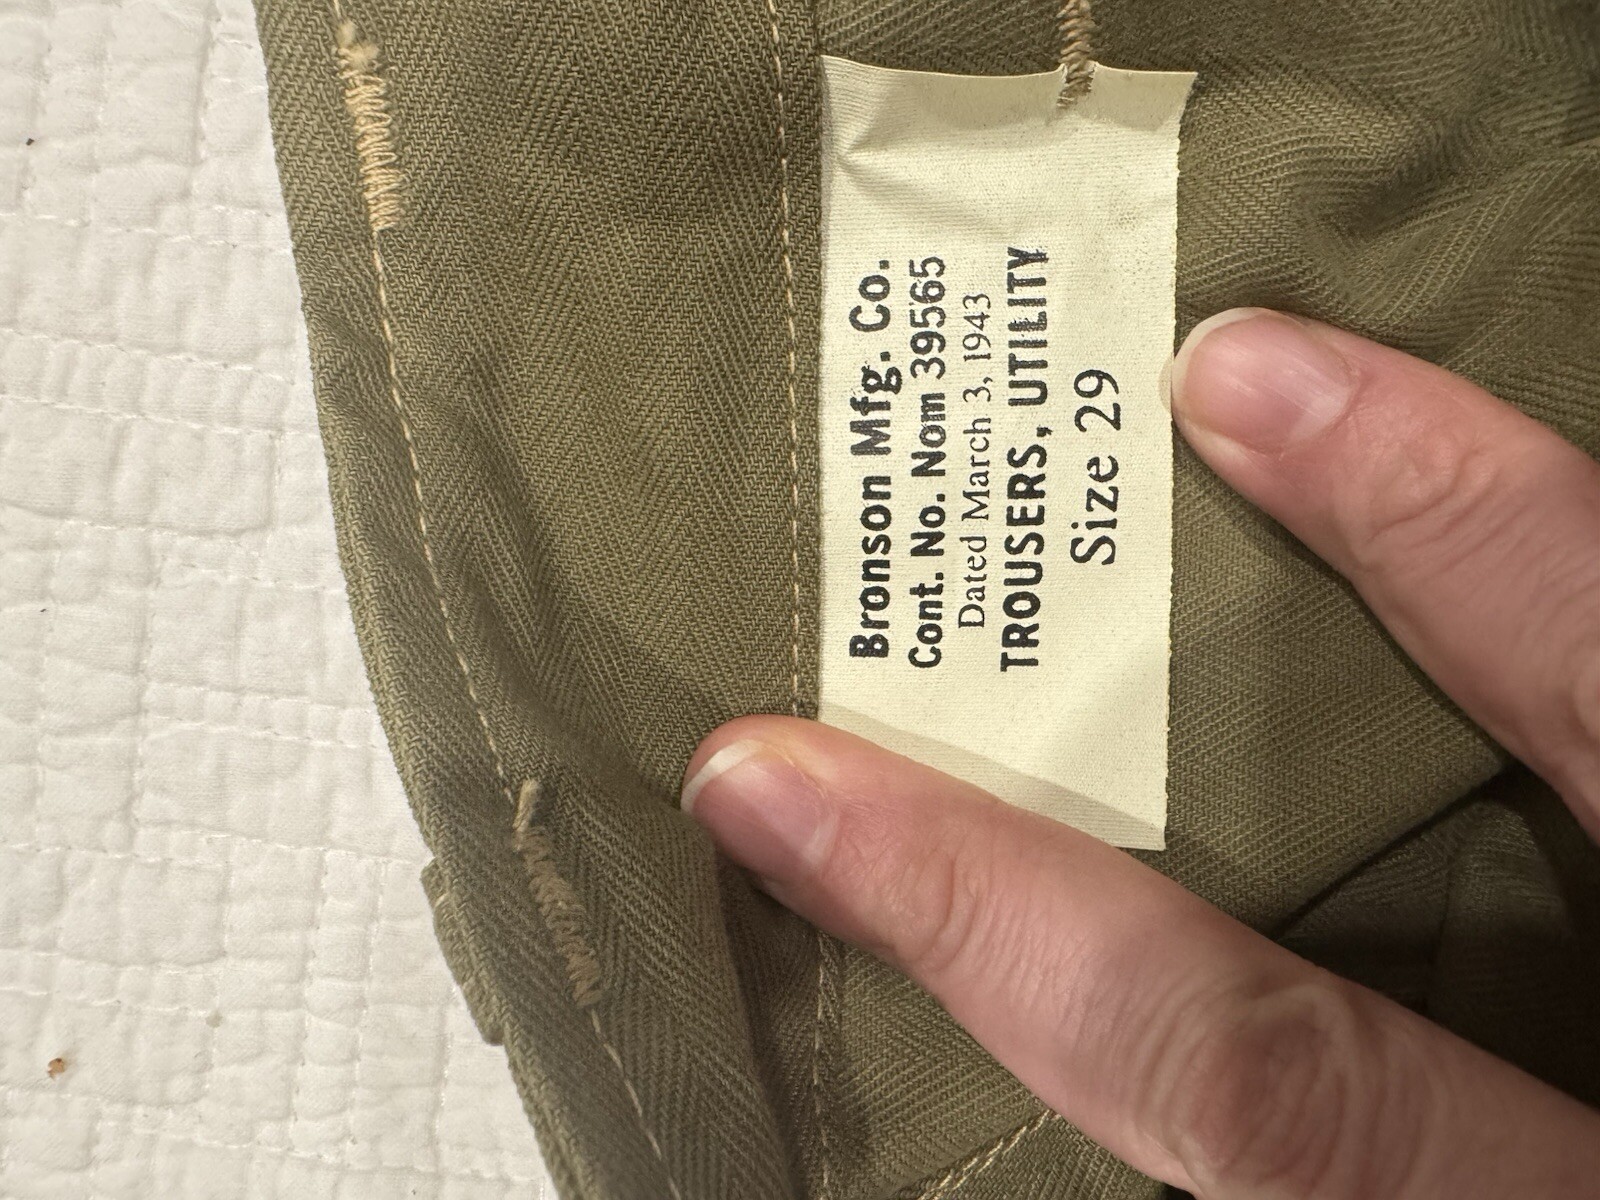 Bronson Mfg. Co.
Cont. No. Nom 39565
Dated March 3, 1943
TROUSERS, UTILITY
Size 29